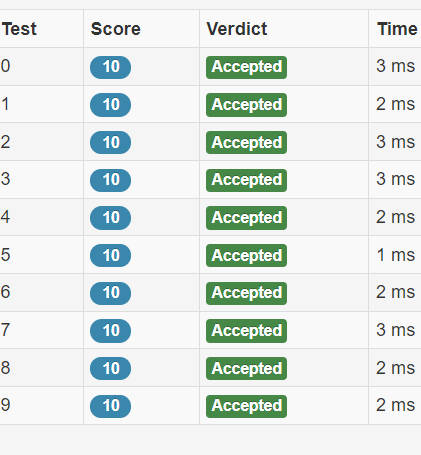 Test Score Verdict Time
0 10 Accepted 3 ms
1 10 Accepted 2 ms
2 10 Accepted 3 ms
3 10 Accepted 3 ms
4 10 Accepted 2 ms
5 10 Accepted 1 ms
6 10 Accepted 2 ms
7 10 Accepted 3 ms
8 10 Accepted 2 ms
9 10 Accepted 2 ms